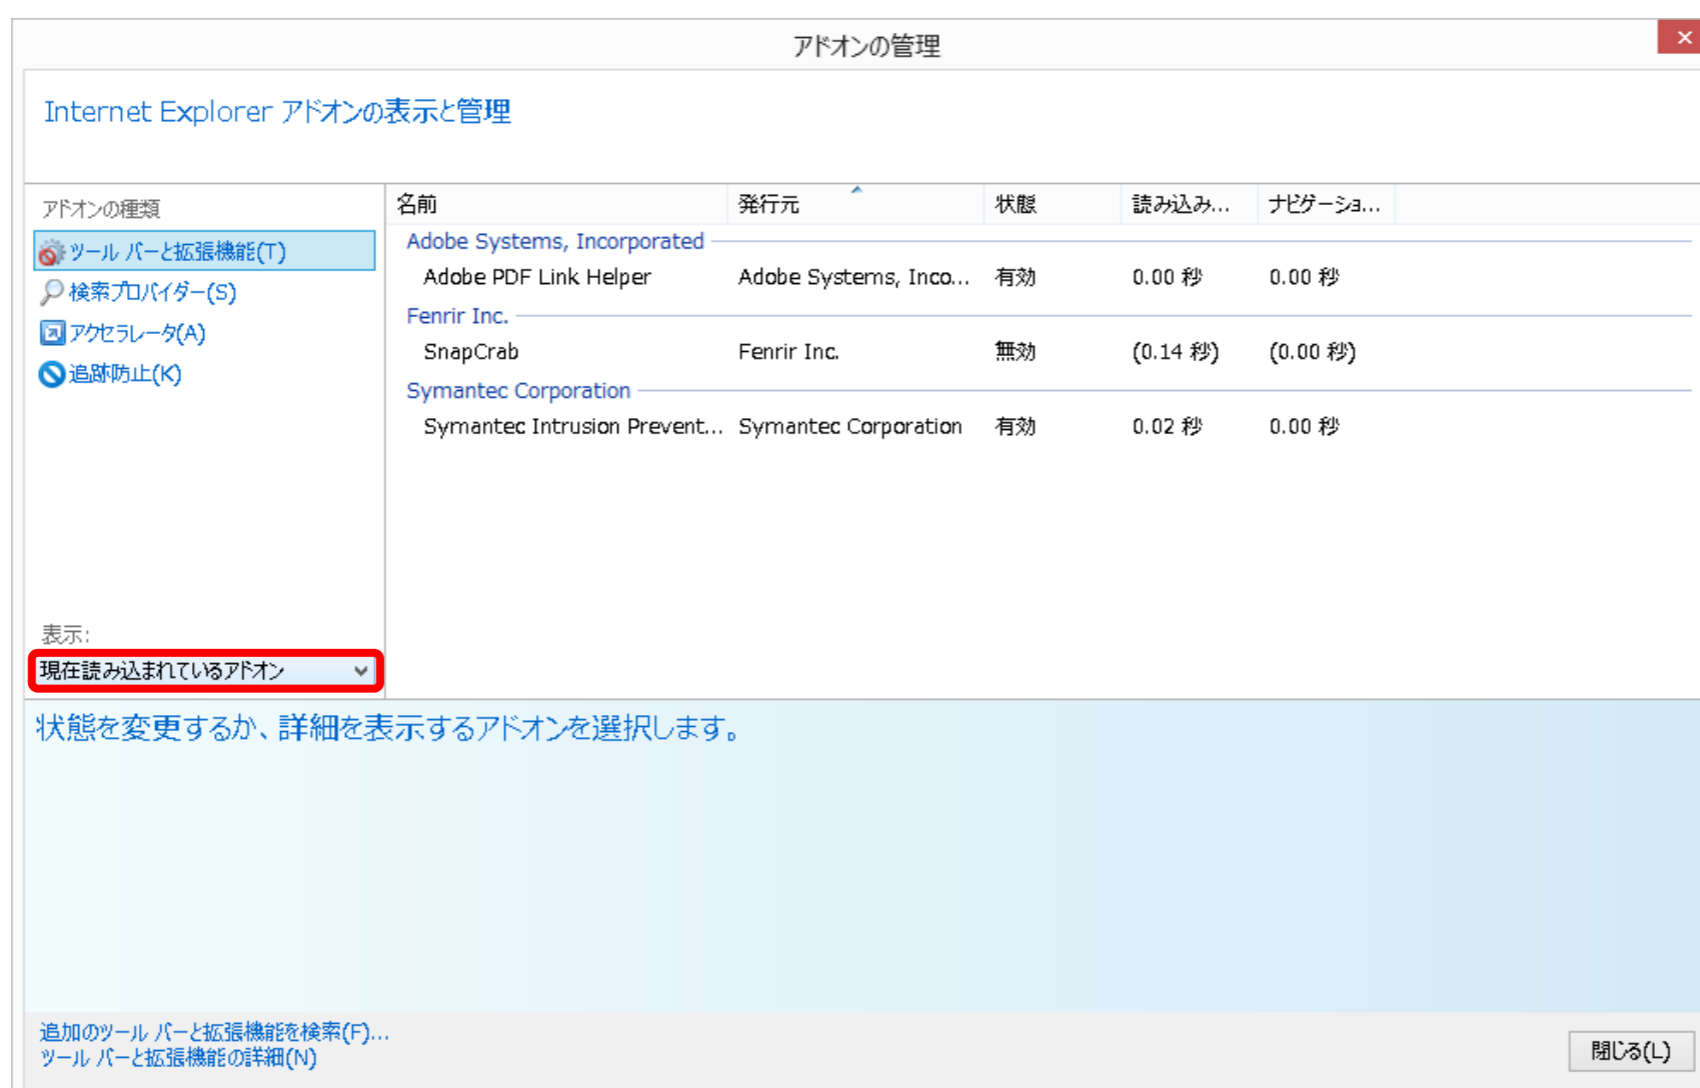 アドオンの管理
Internet Explorer アドオンの表示と管理
アドオンの種類
ツール バーと拡張機能(T)
検索プロバイダー(S)
アクセラレータ(A)
追跡防止(K)
表示:
現在読み込まれているアドオン
名前 発行元 状態 読み込み... ナビゲーショ...
Adobe Systems, Incorporated
Adobe PDF Link Helper Adobe Systems, Inco... 有効 0.00 秒 0.00 秒
Fenrir Inc.
SnapCrab Fenrir Inc. 無効 (0.14 秒) (0.00 秒)
Symantec Corporation
Symantec Intrusion Prevent... Symantec Corporation 有効 0.02 秒 0.00 秒
状態を変更するか、詳細を表示するアドオンを選択します。
追加のツール バーと拡張機能を検索(F)...
ツール バーと拡張機能の詳細(N)
閉じる(L)